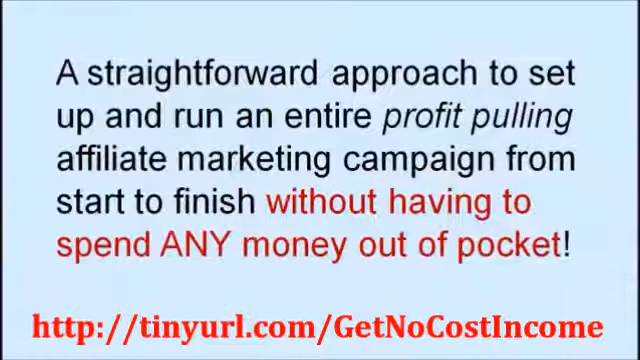 A straightforward approach to set
up and run an entire profit pulling
affiliate marketing campaign from
start to finish without having to
spend ANY money out of pocket!
http://tinyurl.com/GetNoCostIncome